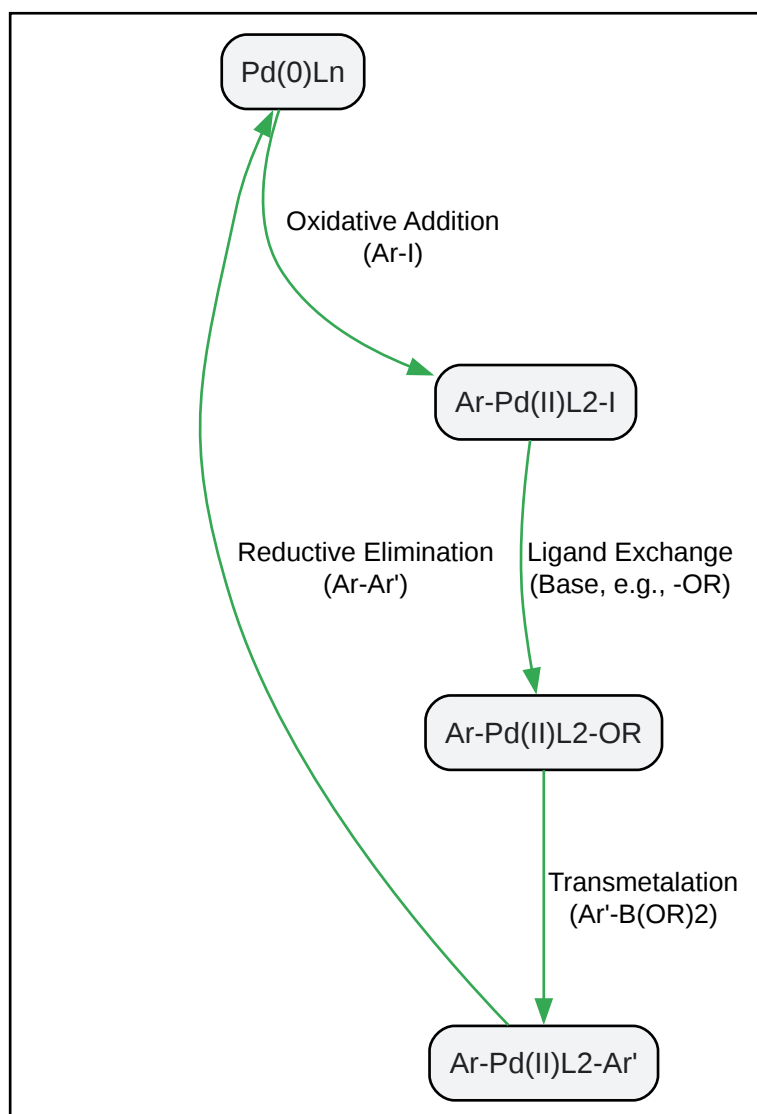 Pd(0)Ln
Oxidative Addition
(Ar-I)
Ar-Pd(II)L2-I
Reductive Elimination
(Ar-Ar')
Ligand Exchange
(Base, e.g., -OR)
Ar-Pd(II)L2-OR
Transmetalation
(Ar'-B(OR)2)
Ar-Pd(II)L2-Ar'